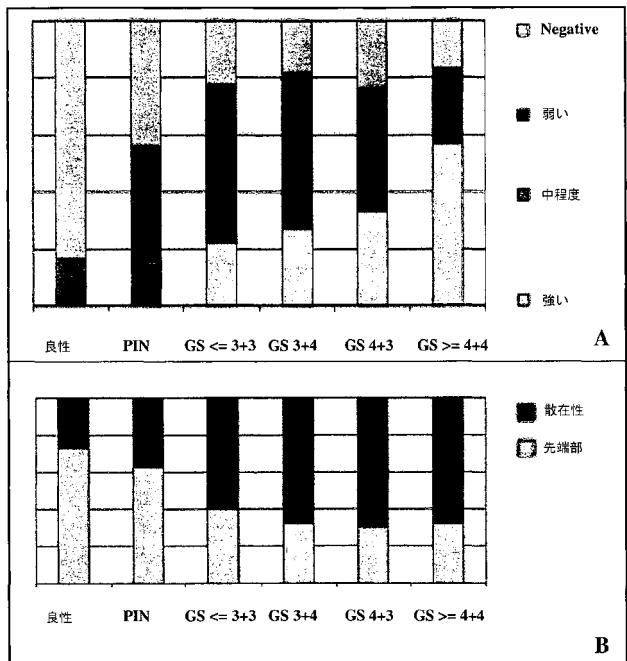 Negative
弱い
中程度
強い
A
良性 PIN GS <= 3+3 GS 3+4 GS 4+3 GS >= 4+4
散在性
先端部
良性 PIN GS <= 3+3 GS 3+4 GS 4+3 GS >= 4+4
B